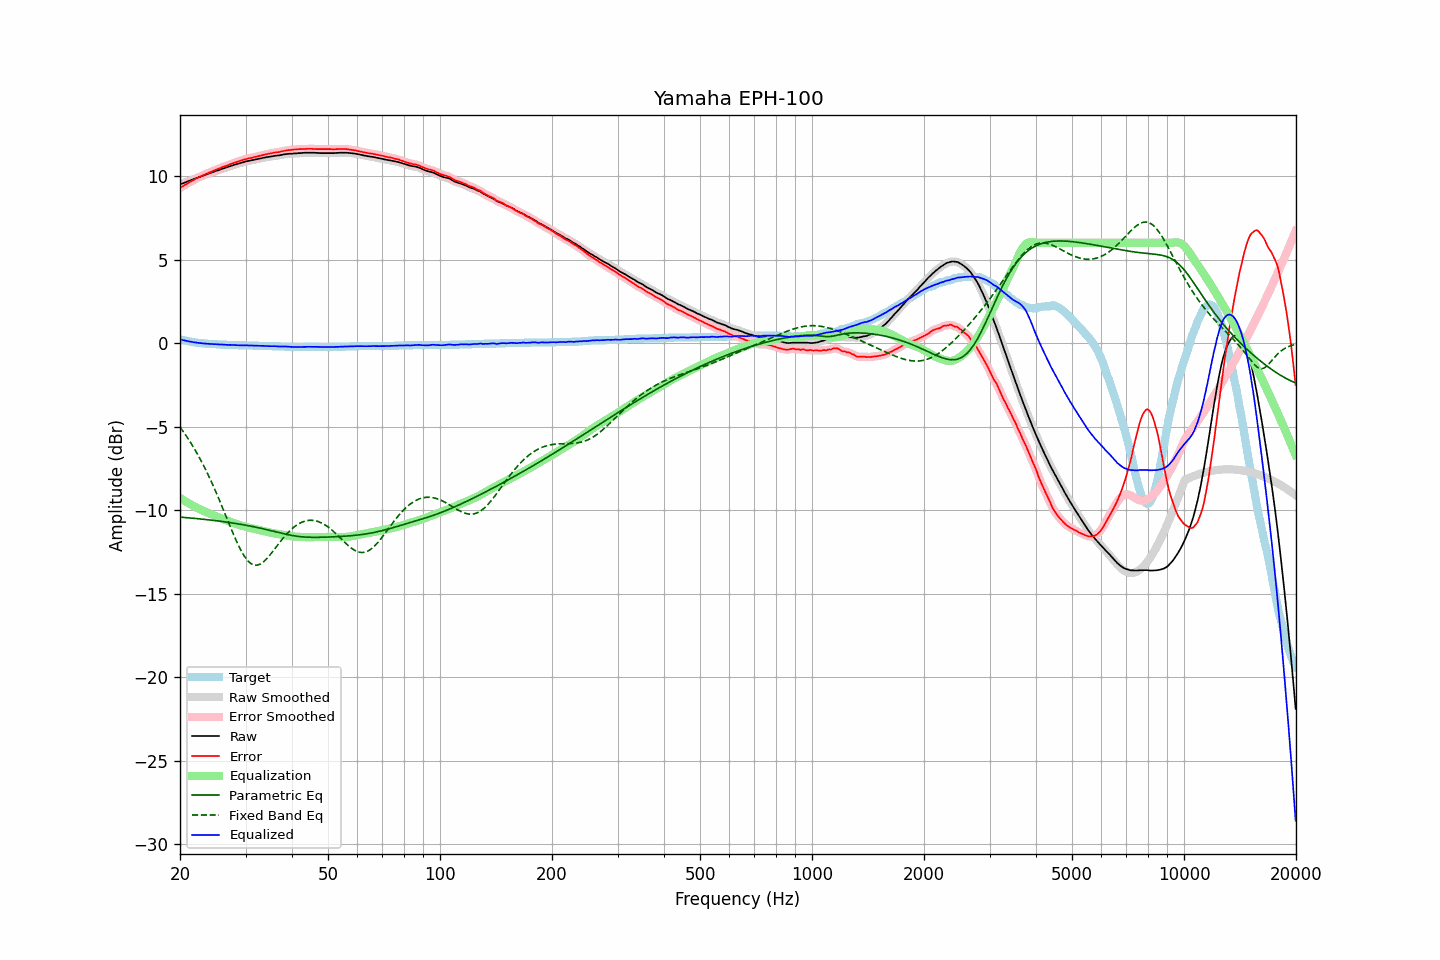 Yamaha EPH-100
Amplitude (dBr)
10
5
0
−5
−10
−15
−20
−25
−30
Target
Raw Smoothed
Error Smoothed
Raw
Error
Equalization
Parametric Eq
Fixed Band Eq
Equalized
20 50 100 200 500 1000 2000 5000 10000 20000
Frequency (Hz)